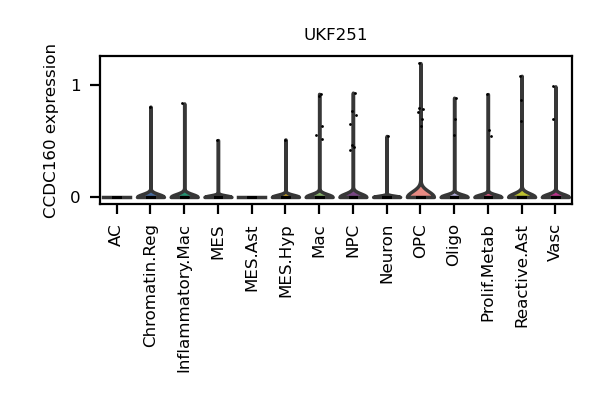 UKF251
CCDC160 expression
1
0
AC
Chromatin.Reg
Inflammatory.Mac
MES
MES.Ast
MES.Hyp
Mac
NPC
Neuron
OPC
Oligo
Prolif.Metab
Reactive.Ast
Vasc